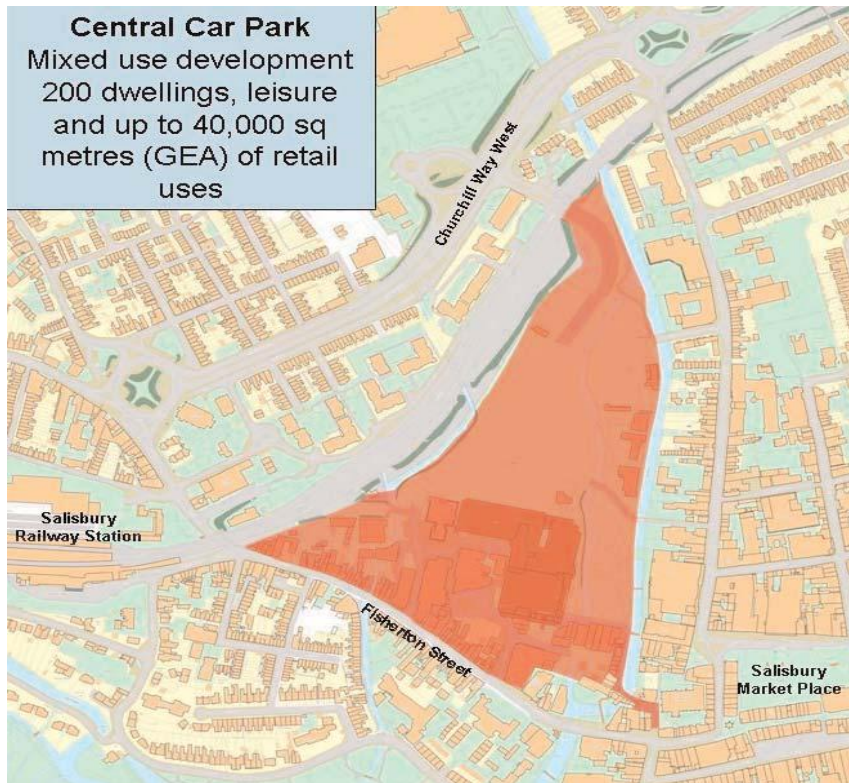 Central Car Park
Mixed use development
200 dwellings, leisure
and up to 40,000 sq
metres (GEA) of retail
uses
Churchill Way West
Salisbury
Railway Station
Fisherton Street
Salisbury
Market Place